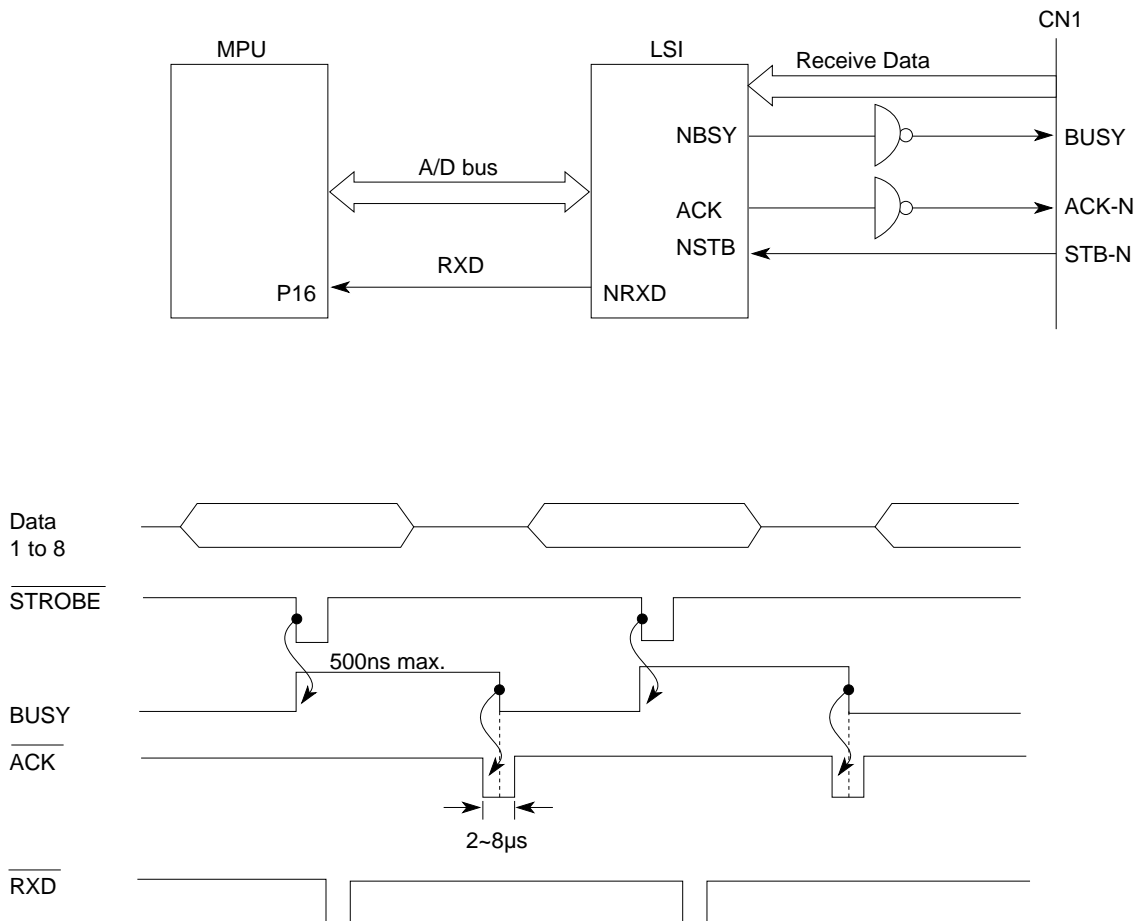 CN1
MPU
LSI
Receive Data
NBSY
BUSY
A/D bus
ACK
ACK-N
NSTB
STB-N
RXD
P16
NRXD
Data
1 to 8
STROBE
500ns max.
BUSY
ACK
2~8µs
RXD